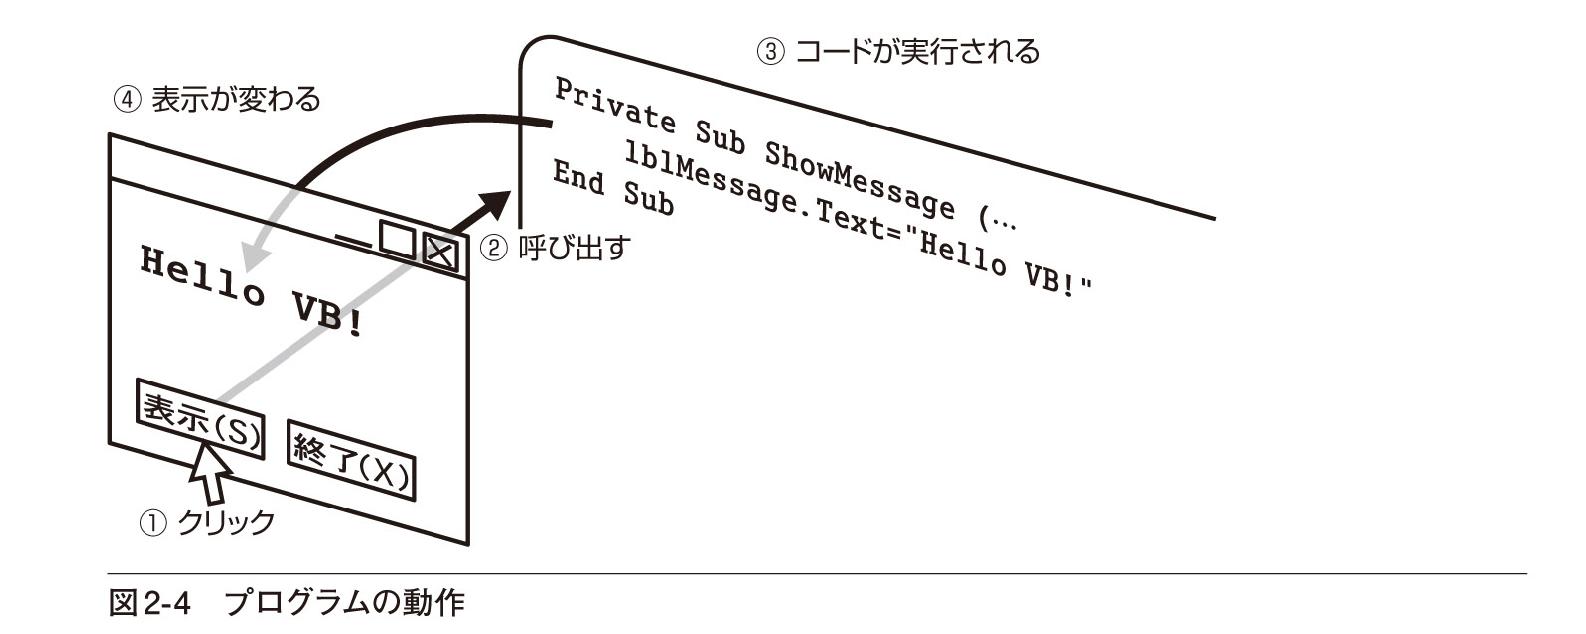 ③ コードが実行される
④ 表示が変わる
Private Sub ShowMessage (…
lblMessage.Text="Hello VB!"
End Sub
② 呼び出す
Hello VB!
表示(S)
終了(X)
① クリック
図2-4 プログラムの動作